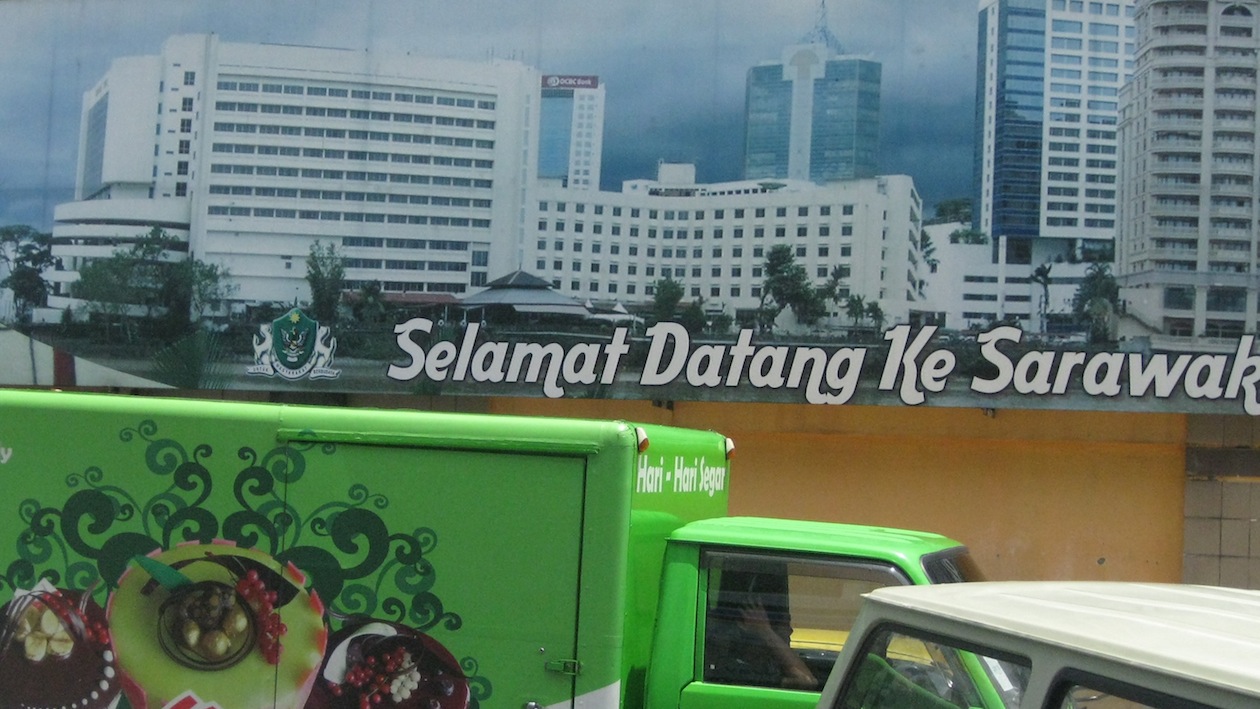 OCBC Bank
Selamat Datang Ke Sarawak
Hari - Hari Segar